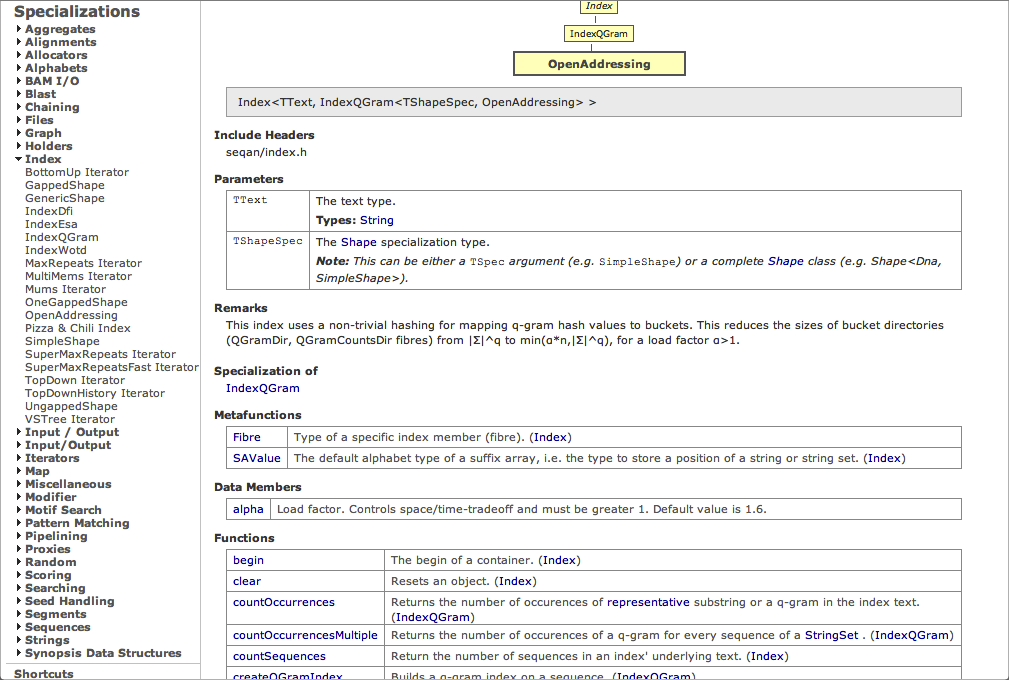 Specializations
Aggregates
Alignments
Allocators
Alphabets
BAM I/O
Blast
Chaining
Files
Graph
Holders
Index
BottomUp Iterator
GappedShape
GenericShape
IndexDfi
IndexEsa
IndexQGram
IndexWotd
MaxRepeats Iterator
MultiMems Iterator
Mums Iterator
OneGappedShape
OpenAddressing
Pizza & Chili Index
SimpleShape
SuperMaxRepeats Iterator
SuperMaxRepeatsFast Iterator
TopDown Iterator
TopDownHistory Iterator
UngappedShape
VSTree Iterator
Input / Output
Input/Output
Iterators
Map
Miscellaneous
Modifier
Motif Search
Pattern Matching
Pipelining
Proxies
Random
Scoring
Searching
Seed Handling
Segments
Sequences
Strings
Synopsis Data Structures
Shortcuts
Index
IndexQGram
OpenAddressing
Index<TText, IndexQGram<TShapeSpec, OpenAddressing> >
Include Headers
seqan/index.h
Parameters
TText The text type.
Types: String
TShapeSpec The Shape specialization type.
Note: This can be either a TSpec argument (e.g. SimpleShape) or a complete Shape class (e.g. Shape<Dna,
SimpleShape>).
Remarks
This index uses a non-trivial hashing for mapping q-gram hash values to buckets. This reduces the sizes of bucket directories
(QGramDir, QGramCountsDir fibres) from |Σ|^q to min(α*n,|Σ|^q), for a load factor α>1.
Specialization of
IndexQGram
Metafunctions
Fibre Type of a specific index member (fibre). (Index)
SAValue The default alphabet type of a suffix array, i.e. the type to store a position of a string or string set. (Index)
Data Members
alpha Load factor. Controls space/time-tradeoff and must be greater 1. Default value is 1.6.
Functions
begin The begin of a container. (Index)
clear Resets an object. (Index)
countOccurrences Returns the number of occurences of representative substring or a q-gram in the index text.
(IndexQGram)
countOccurrencesMultiple Returns the number of occurences of a q-gram for every sequence of a StringSet . (IndexQGram)
countSequences Return the number of sequences in an index' underlying text. (Index)
createQGramIndex Builds a q-gram index on a sequence. (IndexQGram)